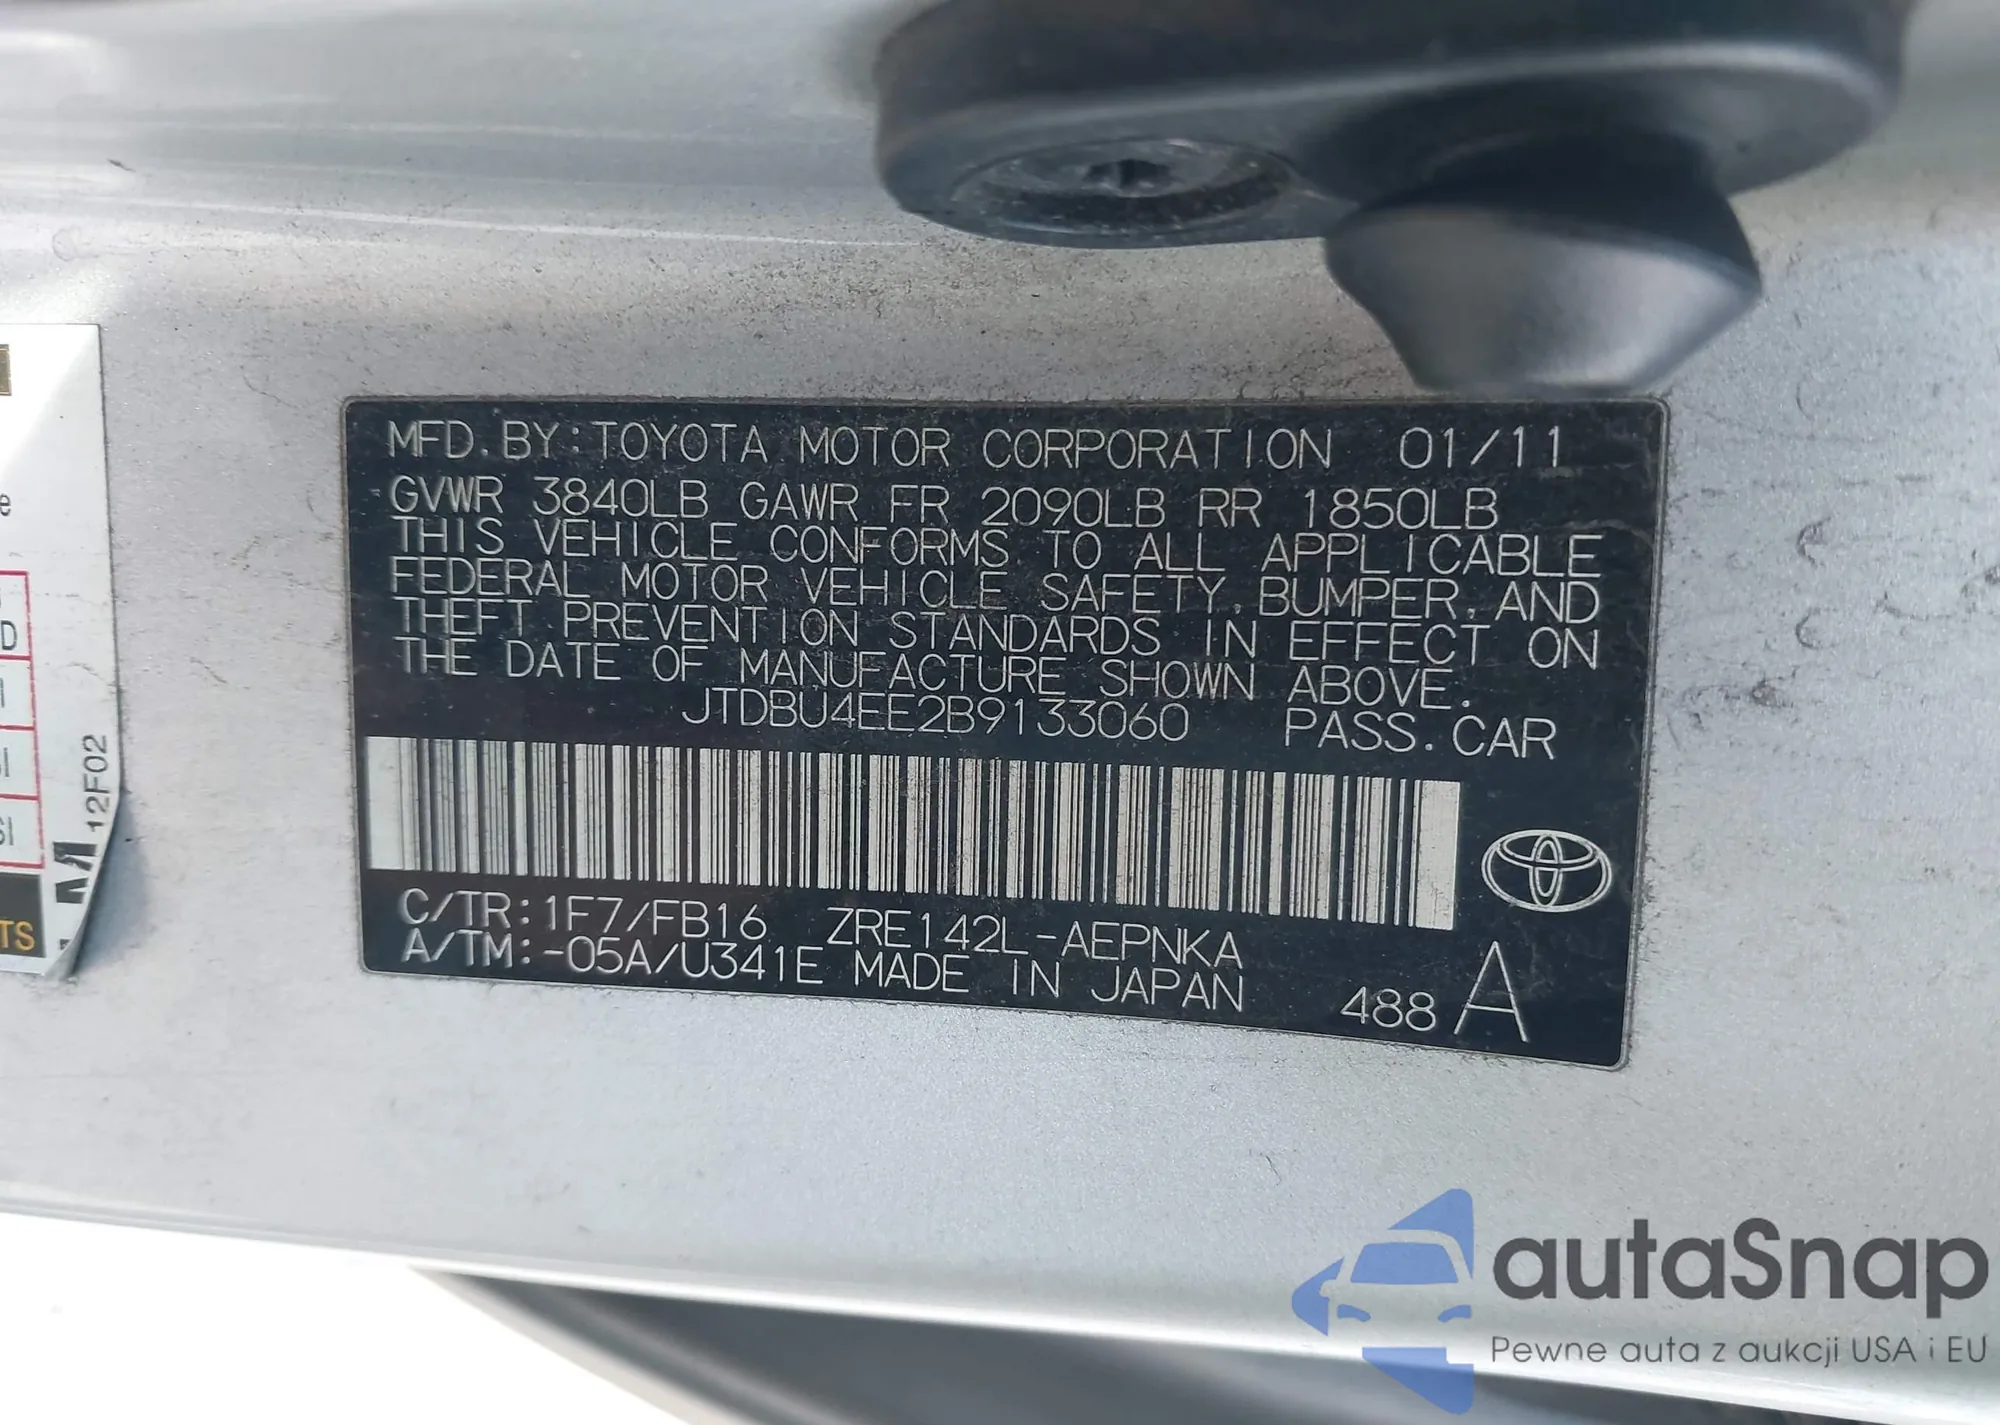 MFD. BY: TOYOTA MOTOR CORPORATION 01/11
GVWR 3840LB GAWR FR 2090LB RR 1850LB
THIS VEHICLE CONFORMS TO ALL APPLICABLE
FEDERAL MOTOR VEHICLE SAFETY, BUMPER, AND
THEFT PREVENTION STANDARDS IN EFFECT ON
THE DATE OF MANUFACTURE SHOWN ABOVE.
JTDBU4EE2B9133060 PASS. CAR
C/TR: 1F7/FB16 ZRE142L-AEPNKA
A/TM: -05A/U341E MADE IN JAPAN
488 A
12F02
TS
autaSnap
Pewne auta z aukcji USA i EU